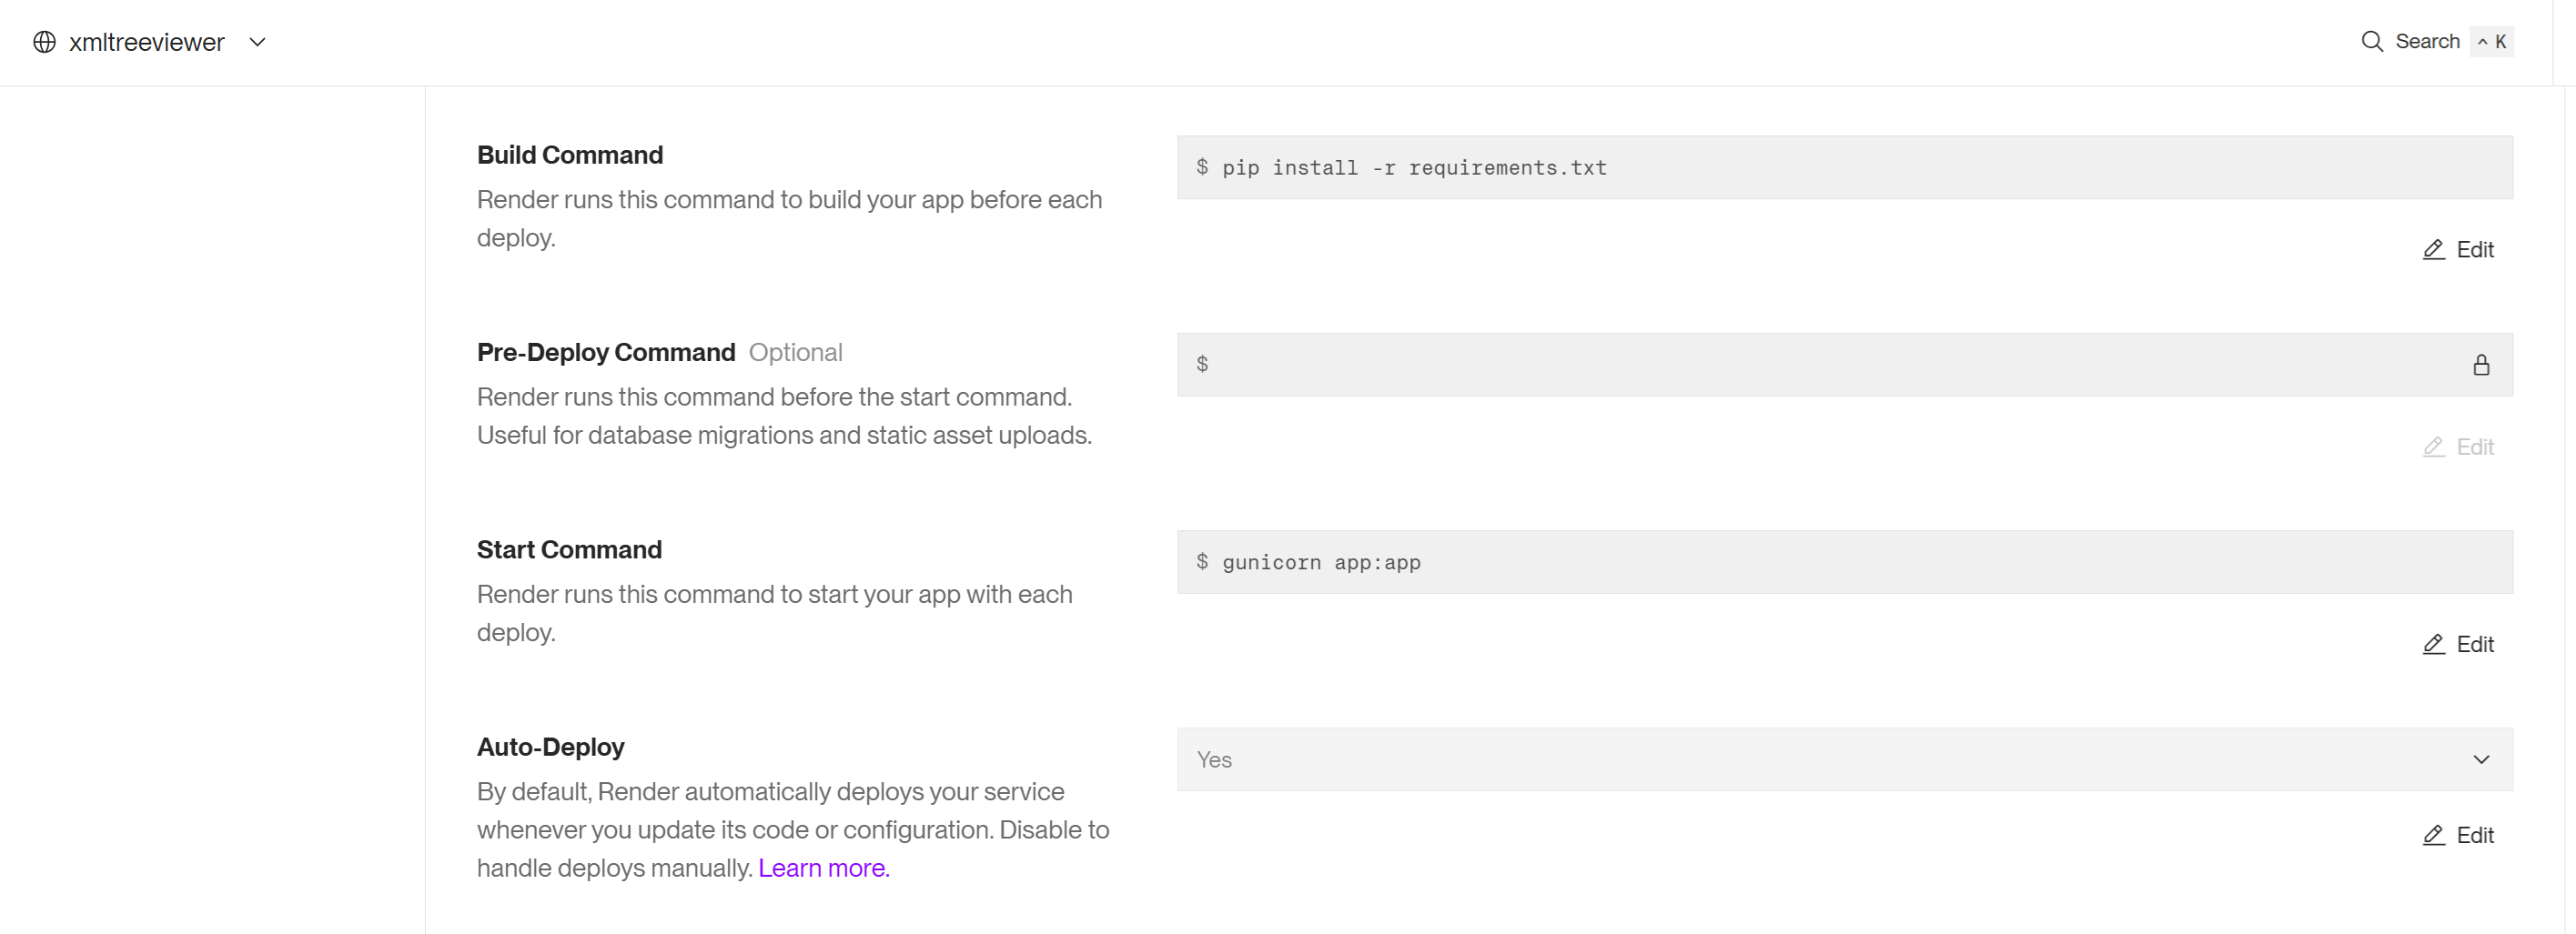 xmltreeviewer
Search ^ K
Build Command
Render runs this command to build your app before each
deploy.
$ pip install -r requirements.txt
Edit
Pre-Deploy Command Optional
Render runs this command before the start command.
Useful for database migrations and static asset uploads.
$
Edit
Start Command
Render runs this command to start your app with each
deploy.
$ gunicorn app:app
Edit
Auto-Deploy
By default, Render automatically deploys your service
whenever you update its code or configuration. Disable to
handle deploys manually. Learn more.
Yes
Edit